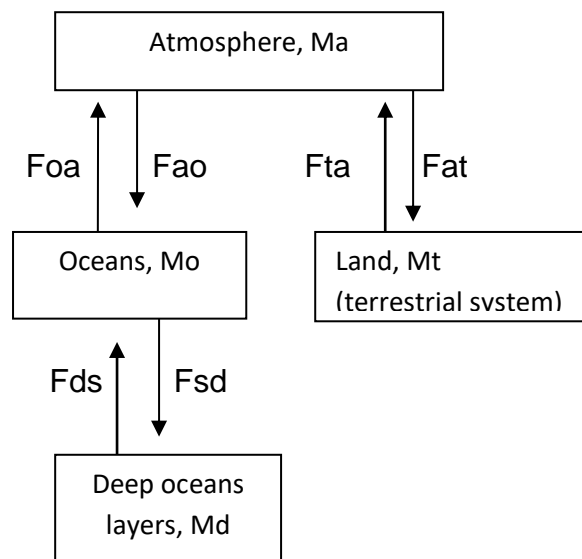 Atmosphere, Ma
Foa
Fao
Fta
Fat
Oceans, Mo
Land, Mt
(terrestrial system)
Fds
Fsd
Deep oceans
layers, Md